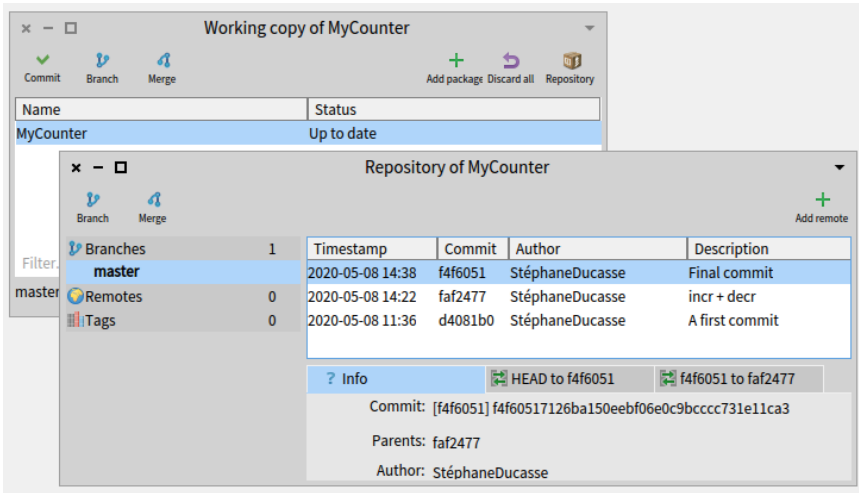 Working copy of MyCounter
Commit Branch Merge Add package Discard all Repository
Name Status
MyCounter Up to date
Filter.
master
Repository of MyCounter
Branch Merge Add remote
Branches 1
master
Remotes 0
Tags 0
Timestamp Commit Author Description
2020-05-08 14:38 f4f6051 StéphaneDucasse Final commit
2020-05-08 14:22 faf2477 StéphaneDucasse incr + decr
2020-05-08 11:36 d4081b0 StéphaneDucasse A first commit
? Info HEAD to f4f6051 f4f6051 to faf2477
Commit: [f4f6051] f4f60517126ba150eebf06e0c9bcccc731e11ca3
Parents: faf2477
Author: StéphaneDucasse